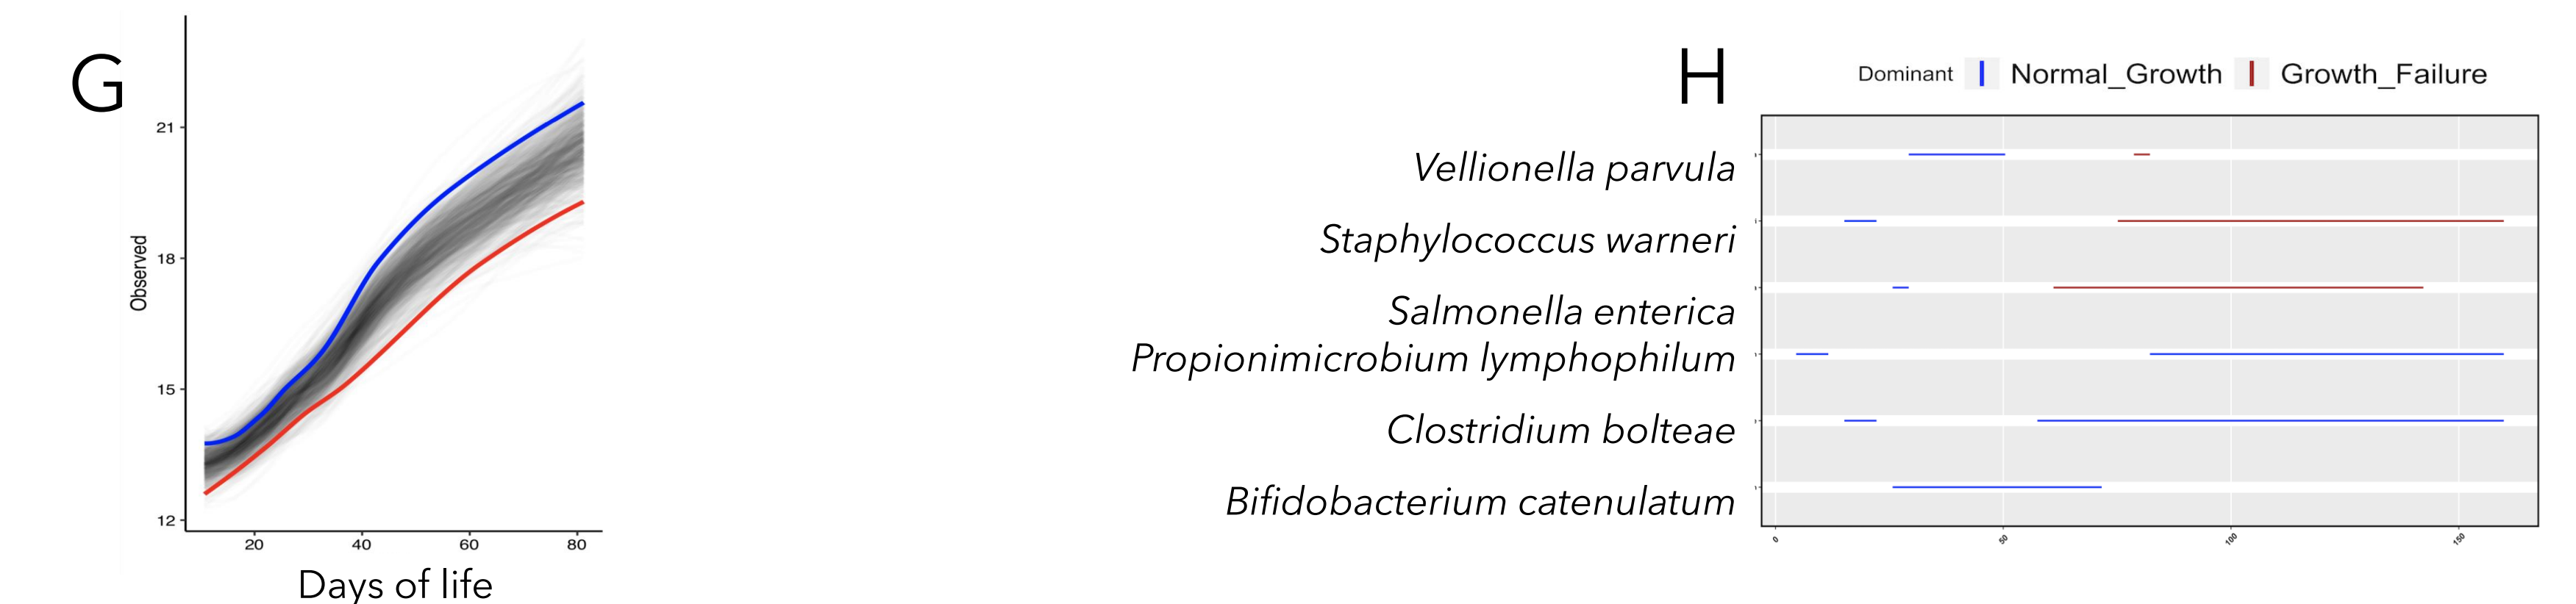 G
21
18
15
12
Observed
20 40 60 80
Days of life
H
Dominant Normal_Growth Growth_Failure
Vellionella parvula
Staphylococcus warneri
Salmonella enterica
Propionimicrobium lymphophilum
Clostridium bolteae
Bifidobacterium catenulatum
0 50 100 150